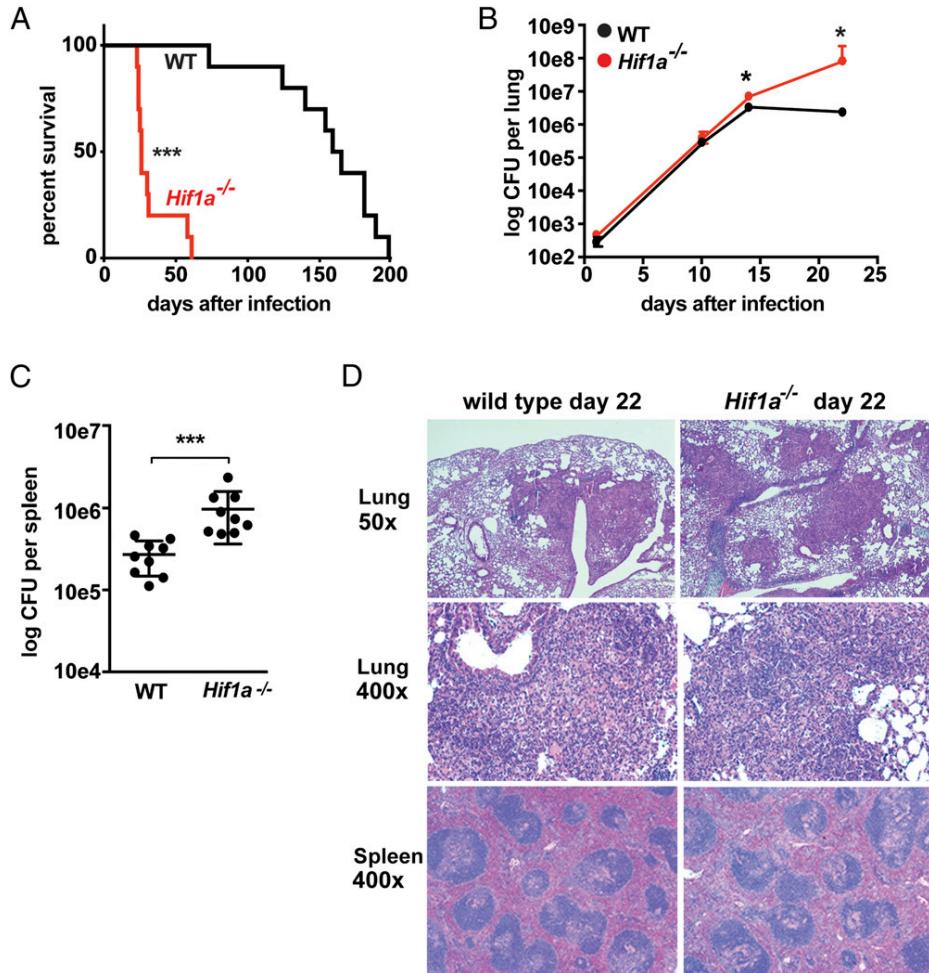 A
percent survival
100
50
0
WT
***
Hif1a-/-
0 50 100 150 200
days after infection
B
log CFU per lung
10e9
10e8
10e7
10e6
10e5
10e4
10e3
10e2
WT
Hif1a-/-
*
*
0 5 10 15 20 25
days after infection
C
log CFU per spleen
10e7
10e6
10e5
10e4
***
WT Hif1a -/-
D
wild type day 22 Hif1a-/- day 22
Lung
50x
Lung
400x
Spleen
400x